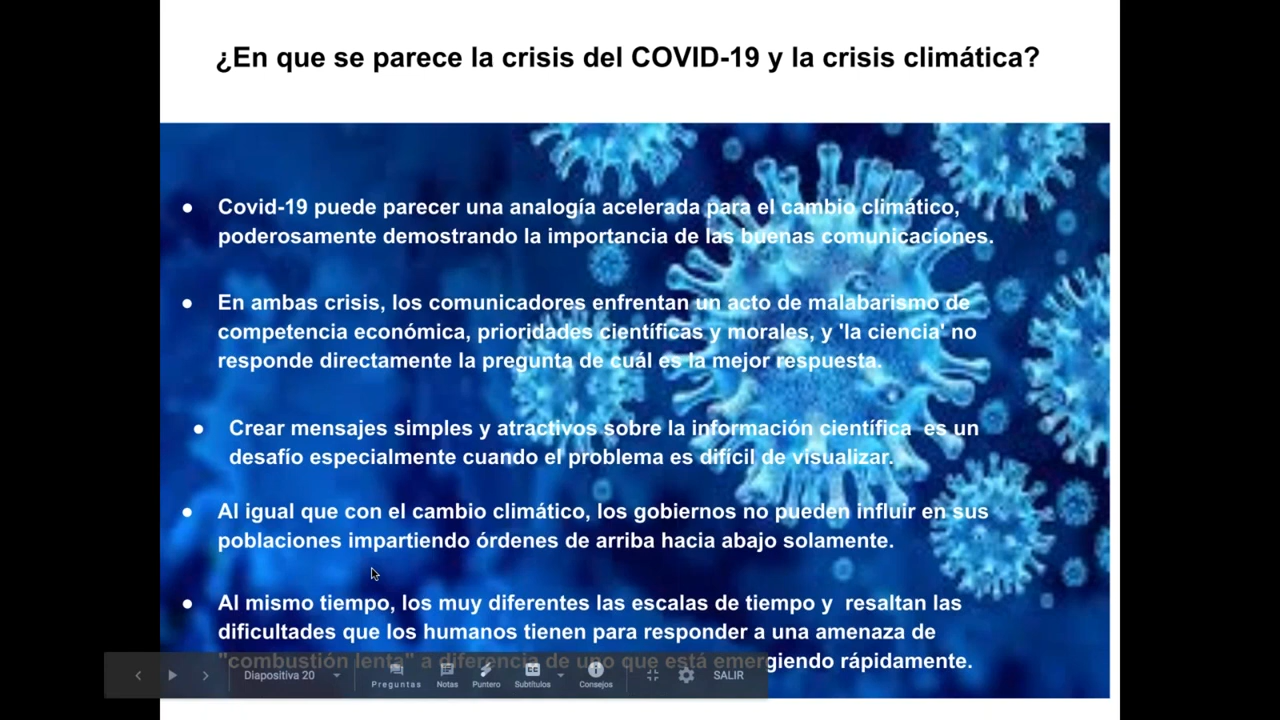 ¿En que se parece la crisis del COVID-19 y la crisis climática?
● Covid-19 puede parecer una analogía acelerada para el cambio climático,
poderosamente demostrando la importancia de las buenas comunicaciones.
● En ambas crisis, los comunicadores enfrentan un acto de malabarismo de
competencia económica, prioridades científicas y morales, y 'la ciencia' no
responde directamente la pregunta de cuál es la mejor respuesta.
● Crear mensajes simples y atractivos sobre la información científica es un
desafío especialmente cuando el problema es difícil de visualizar.
● Al igual que con el cambio climático, los gobiernos no pueden influir en sus
poblaciones impartiendo órdenes de arriba hacia abajo solamente.
● Al mismo tiempo, los muy diferentes las escalas de tiempo y resaltan las
dificultades que los humanos tienen para responder a una amenaza de
"combustión lenta" a diferencia de uno que está emergiendo rápidamente.
Diapositiva 20
Preguntas Notas Puntero Subtítulos Consejos
SALIR